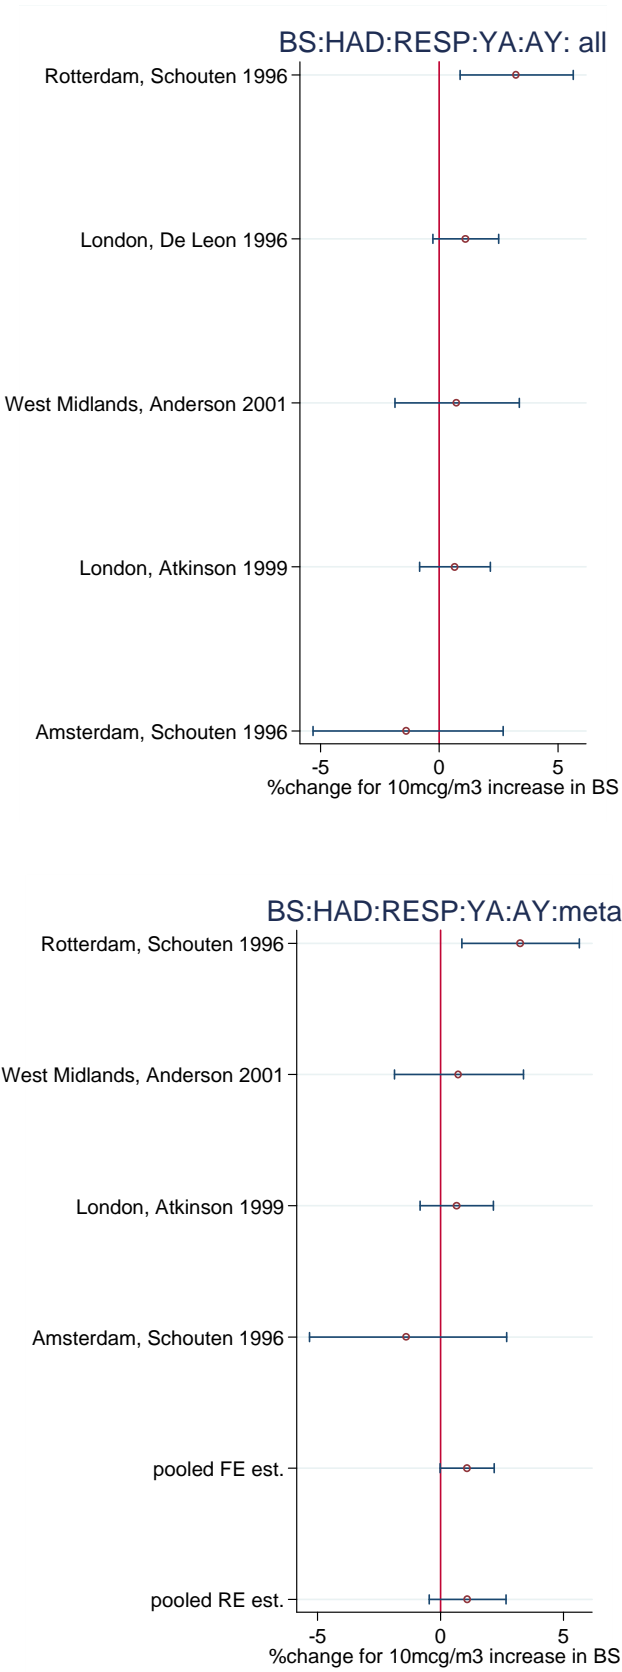 BS:HAD:RESP:YA:AY: all
Rotterdam, Schouten 1996
London, De Leon 1996
West Midlands, Anderson 2001
London, Atkinson 1999
Amsterdam, Schouten 1996
-5 0 5
%change for 10mcg/m3 increase in BS
BS:HAD:RESP:YA:AY:meta
Rotterdam, Schouten 1996
West Midlands, Anderson 2001
London, Atkinson 1999
Amsterdam, Schouten 1996
pooled FE est.
pooled RE est.
-5 0 5
%change for 10mcg/m3 increase in BS